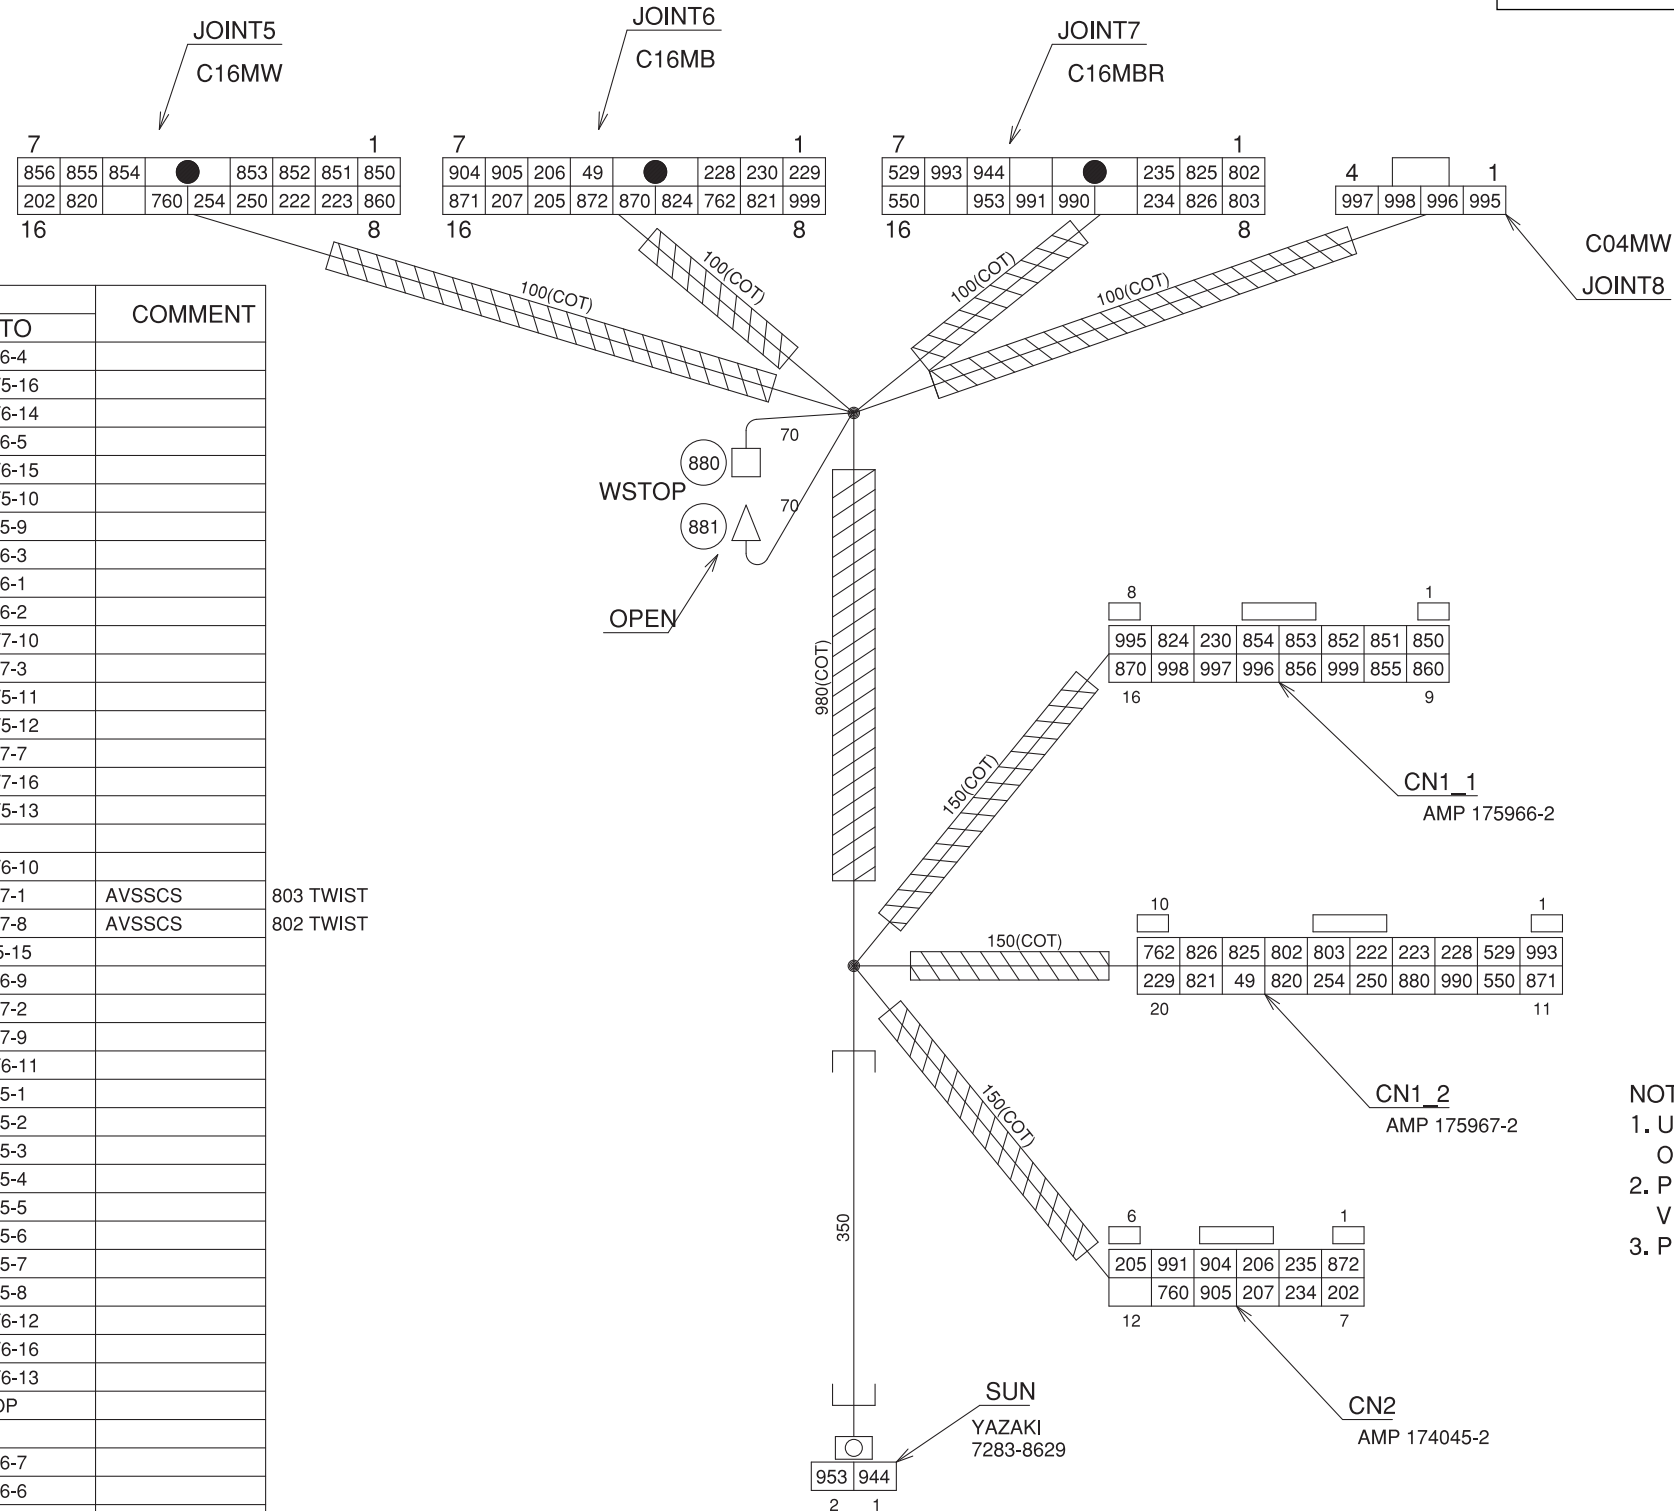 JOINT5
C16MW
JOINT6
C16MB
JOINT7
C16MBR
7 1
856 855 854 853 852 851 850
202 820 760 254 250 222 223 860
16 8
7 1
904 905 206 49 228 230 229
871 207 205 872 870 824 762 821 999
16 8
7 1
529 993 944 235 825 802
550 953 991 990 234 826 803
16 8
4 1
997 998 996 995
C04MW
JOINT8
100(COT)
100(COT)
100(COT)
100(COT)
70
880
WSTOP
70
881
OPEN
980(COT)
8 1
995 824 230 854 853 852 851 850
870 998 997 996 856 999 855 860
16 9
CN1_1
AMP 175966-2
150(COT)
10 1
762 826 825 802 803 222 223 228 529 993
229 821 49 820 254 250 880 990 550 871
20 11
150(COT)
CN1_2
AMP 175967-2
150(COT)
6 1
205 991 904 206 235 872
760 905 207 234 202
12 7
CN2
AMP 174045-2
350
SUN
YAZAKI
7283-8629
953 944
2 1
TO COMMENT
6-4
5-16
6-14
6-5
6-15
5-10
5-9
6-3
6-1
6-2
7-10
7-3
5-11
5-12
7-7
7-16
5-13
6-10
7-1 AVSSCS 803 TWIST
7-8 AVSSCS 802 TWIST
5-15
6-9
7-2
7-9
6-11
5-1
5-2
5-3
5-4
5-5
5-6
5-7
5-8
6-12
6-16
6-13
OP
6-7
6-6
NOT
1. U
O
2. P
V
3. P